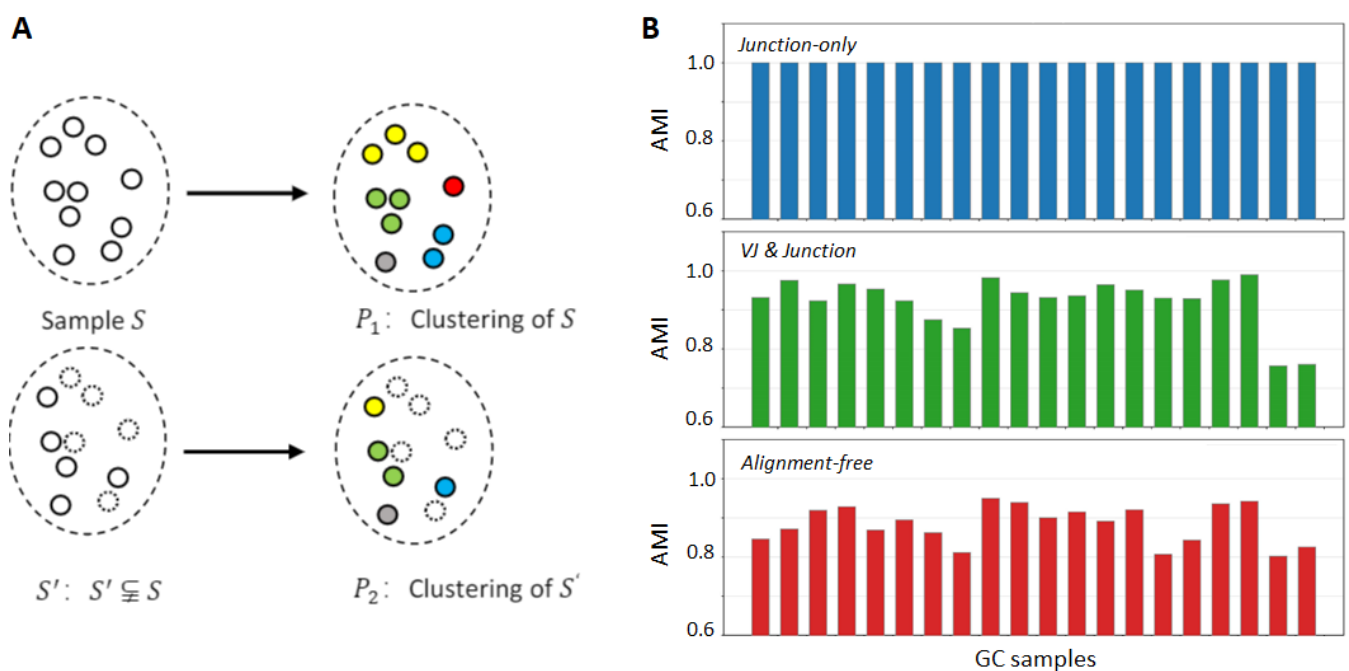 A
Sample S
P₁: Clustering of S
S′: S′ ⫋ S
P₂: Clustering of S‘
B
Junction-only
1.0
0.8
0.6
AMI
VJ & Junction
1.0
0.8
0.6
AMI
Alignment-free
1.0
0.8
0.6
AMI
GC samples